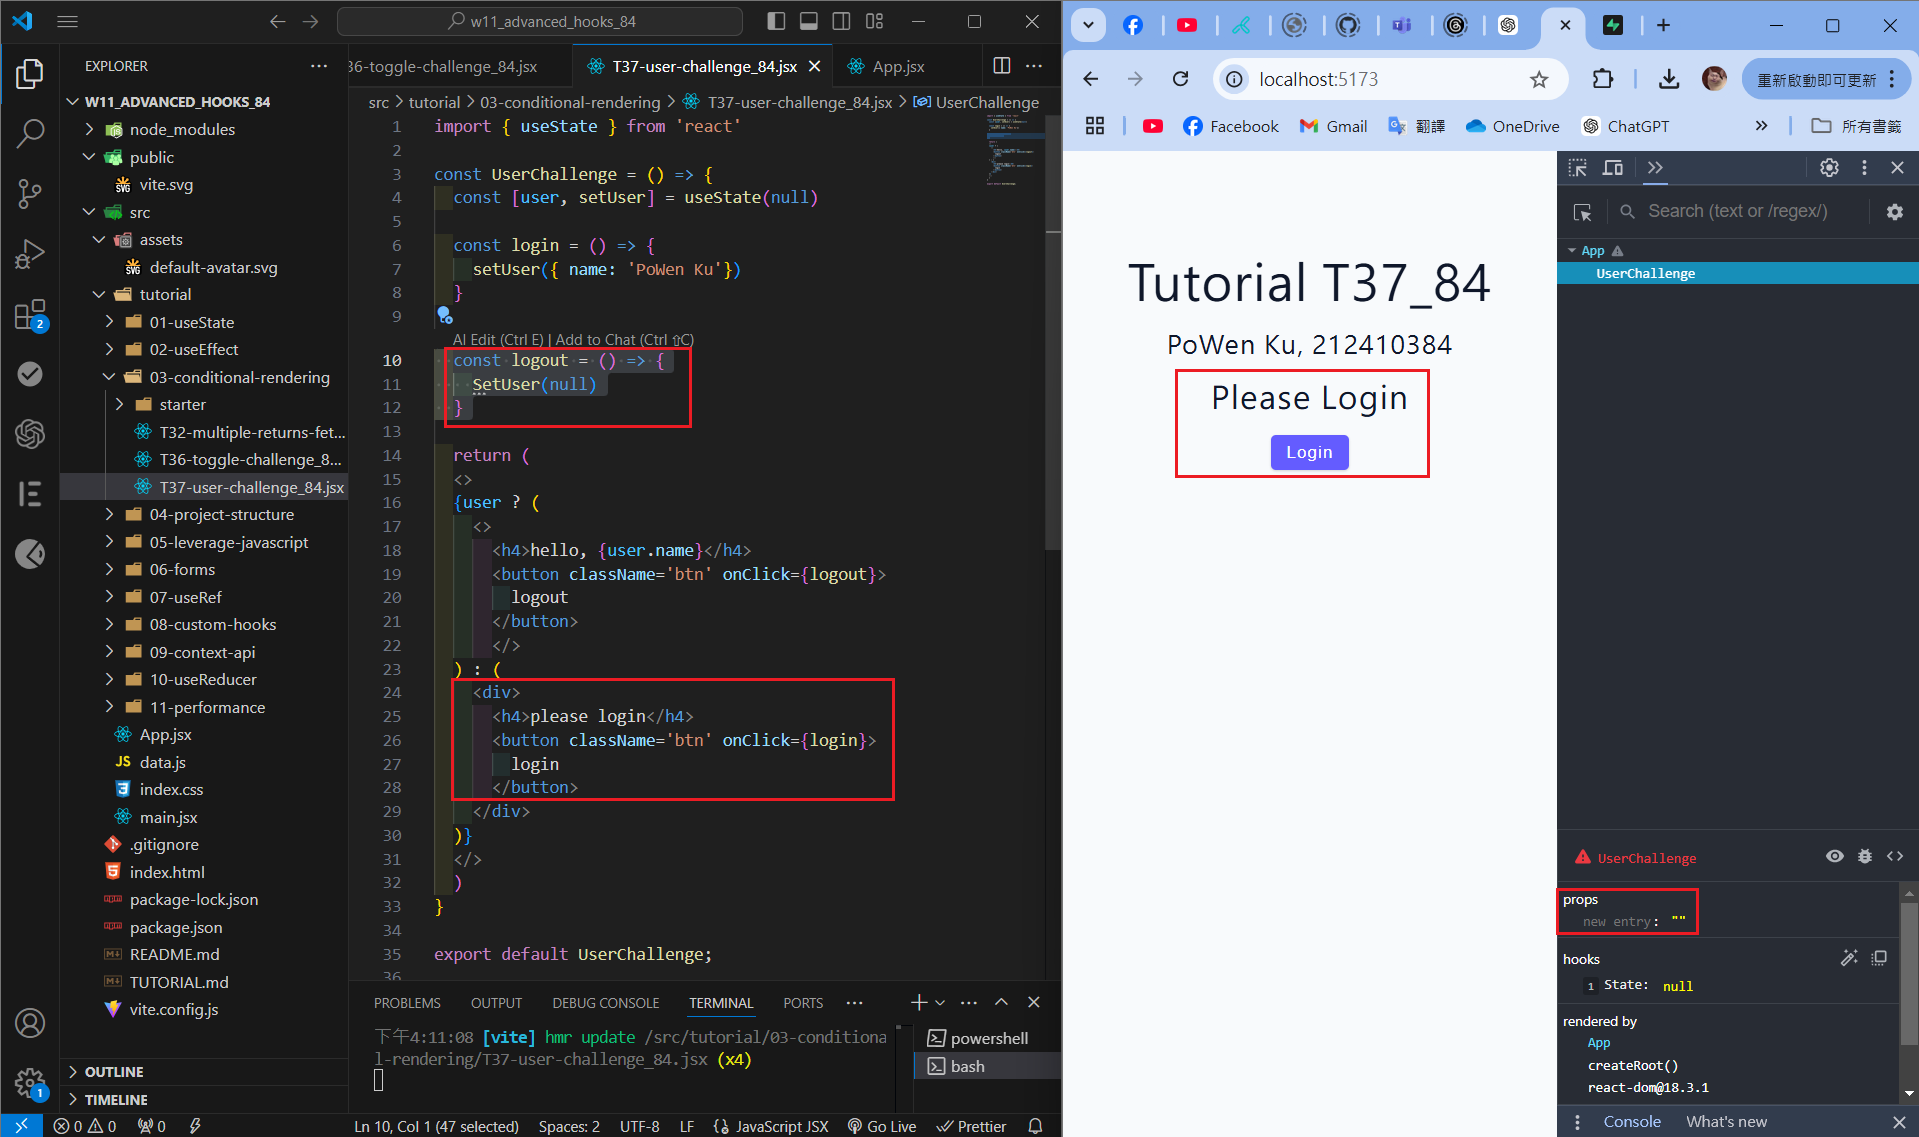 w11_advanced_hooks_84
EXPLORER
W11_ADVANCED_HOOKS_84
node_modules
public
vite.svg
src
assets
default-avatar.svg
tutorial
01-useState
02-useEffect
03-conditional-rendering
starter
T32-multiple-returns-fet...
T36-toggle-challenge_8...
T37-user-challenge_84.jsx
04-project-structure
05-leverage-javascript
06-forms
07-useRef
08-custom-hooks
09-context-api
10-useReducer
11-performance
App.jsx
JS data.js
index.css
main.jsx
.gitignore
index.html
package-lock.json
package.json
README.md
TUTORIAL.md
vite.config.js
OUTLINE
TIMELINE
36-toggle-challenge_84.jsx
T37-user-challenge_84.jsx
App.jsx
src > tutorial > 03-conditional-rendering > T37-user-challenge_84.jsx > UserChallenge
1 import { useState } from 'react'
2
3 const UserChallenge = () => {
4 const [user, setUser] = useState(null)
5
6 const login = () => {
7 setUser({ name: 'PoWen Ku'})
8 }
9
AI Edit (Ctrl E) | Add to Chat (Ctrl ⇧C)
10 const logout = () => {
11 SetUser(null)
12 }
13
14 return (
15 <>
16 {user ? (
17 <>
18 <h4>hello, {user.name}</h4>
19 <button className='btn' onClick={logout}>
20 logout
21 </button>
22 </>
23 ) : (
24 <div>
25 <h4>please login</h4>
26 <button className='btn' onClick={login}>
27 login
28 </button>
29 </div>
30 )}
31 </>
32 )
33 }
34
35 export default UserChallenge;
36
PROBLEMS OUTPUT DEBUG CONSOLE TERMINAL PORTS ...
下午4:11:08 [vite] hmr update /src/tutorial/03-conditiona
l-rendering/T37-user-challenge_84.jsx (x4)
powershell
bash
2
1
0 0 0 Ln 10, Col 1 (47 selected) Spaces: 2 UTF-8 LF JavaScript JSX Go Live Prettier
localhost:5173
重新啟動即可更新
Facebook Gmail 翻譯 OneDrive ChatGPT 所有書籤
Tutorial T37_84
PoWen Ku, 212410384
Please Login
Login
Search (text or /regex/)
App
UserChallenge
UserChallenge
props
new entry: ""
hooks
1 State: null
rendered by
App
createRoot()
react-dom@18.3.1
Console What's new